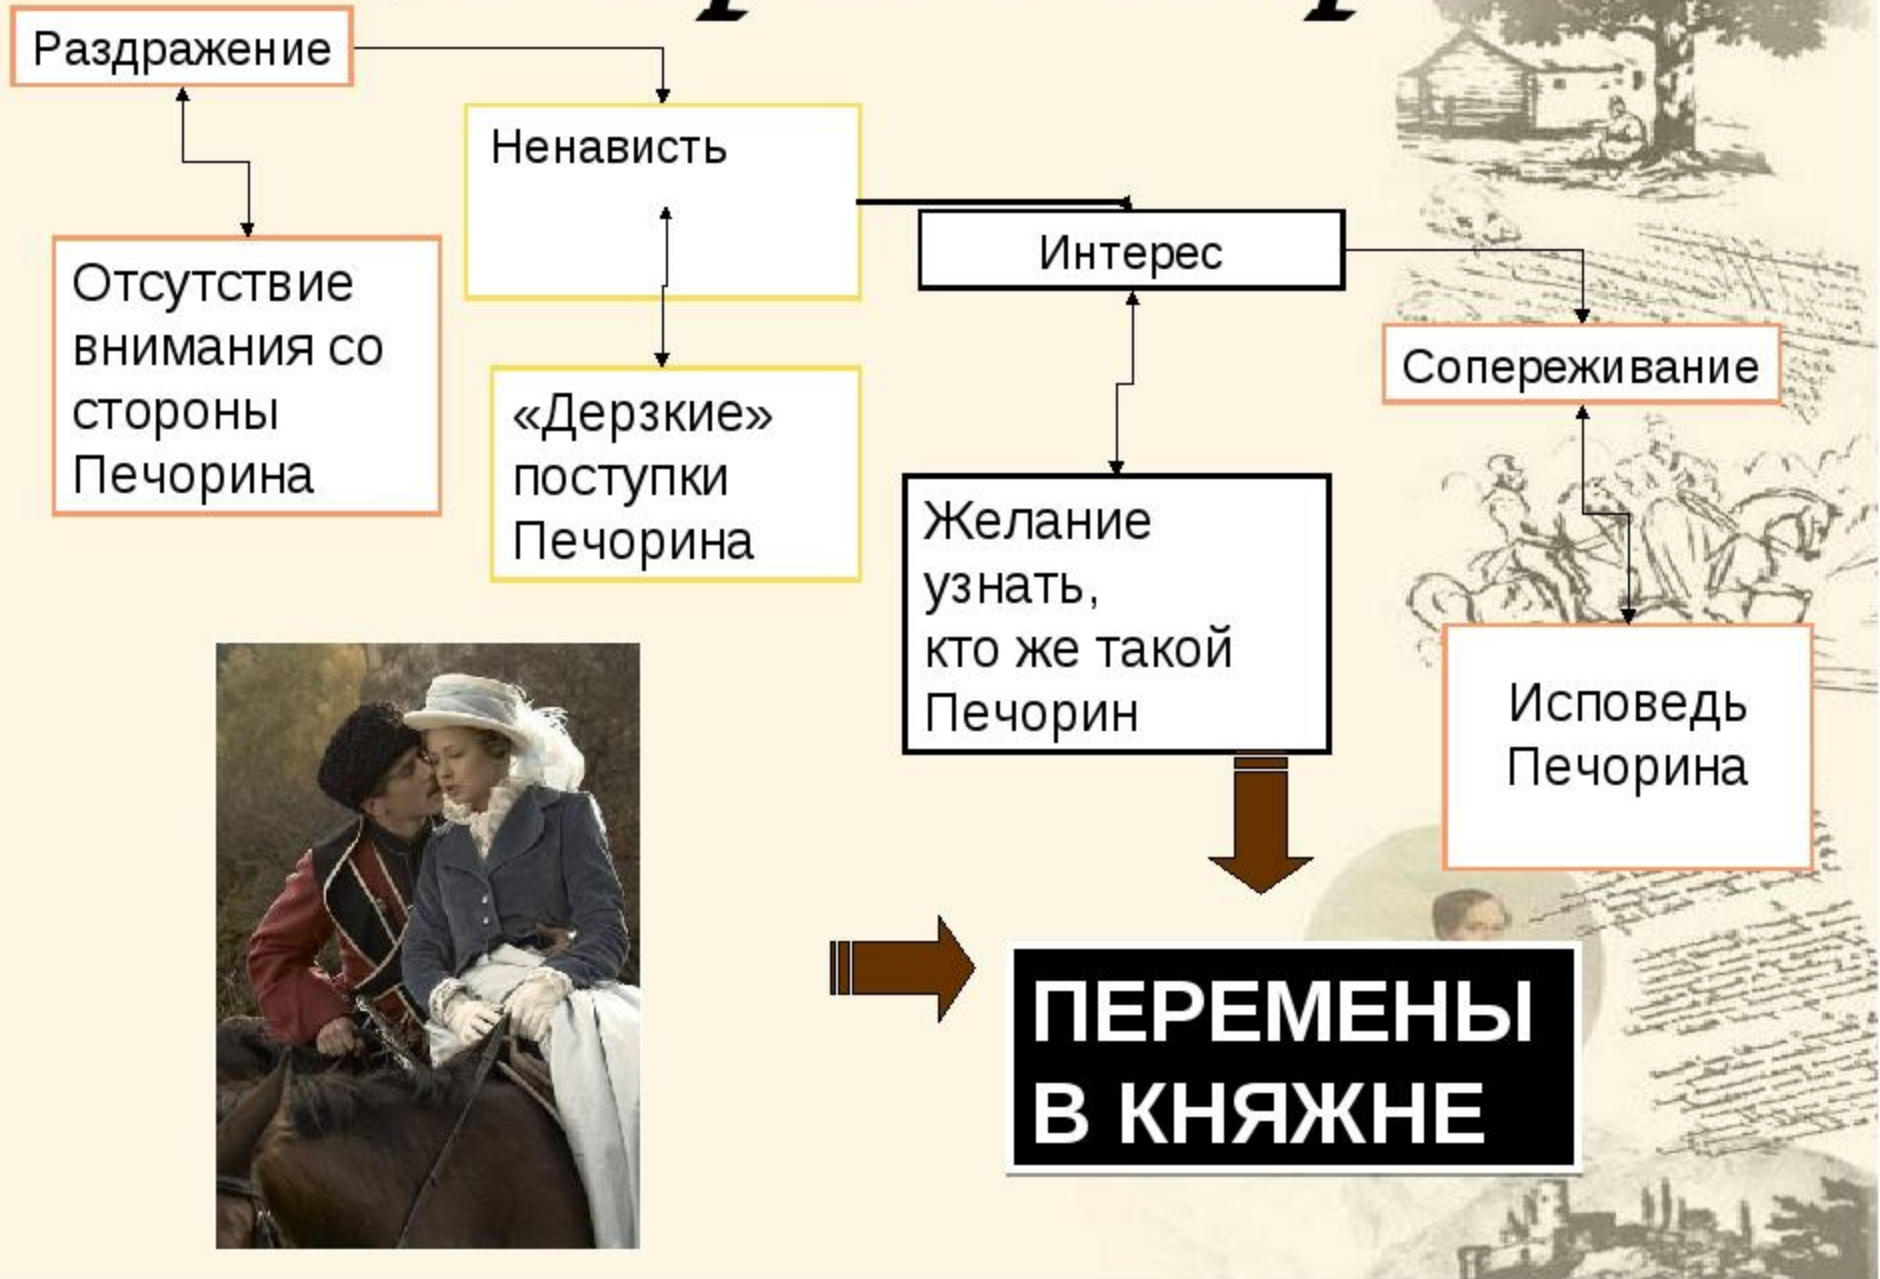 Раздражение
Ненависть
Интерес
Сопереживание
Отсутствие
внимания со
стороны
Печорина
«Дерзкие»
поступки
Печорина
Желание
узнать,
кто же такой
Печорин
Исповедь
Печорина
ПЕРЕМЕНЫ
В КНЯЖНЕ